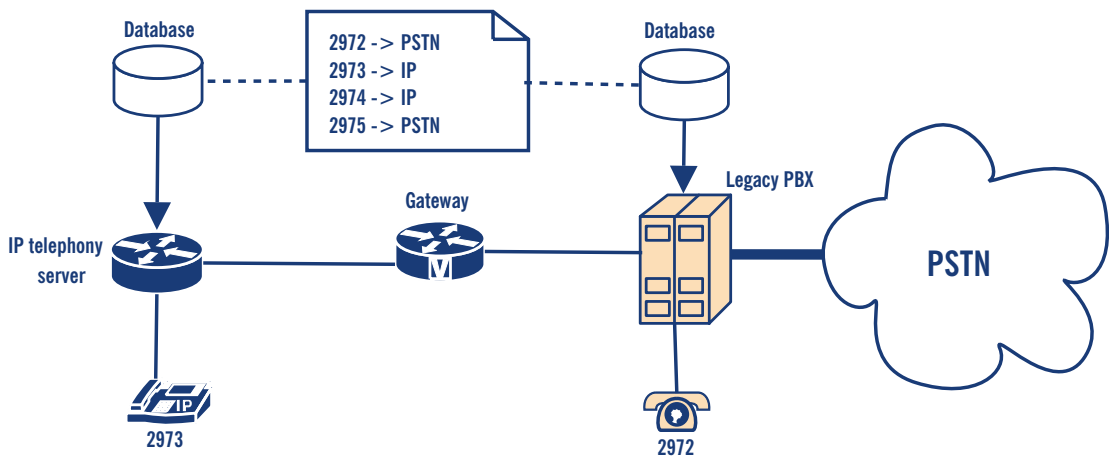 Database
2972 -> PSTN
2973 -> IP
2974 -> IP
2975 -> PSTN
Database
Legacy PBX
Gateway
IP telephony
server
V
PSTN
IP
2973
2972